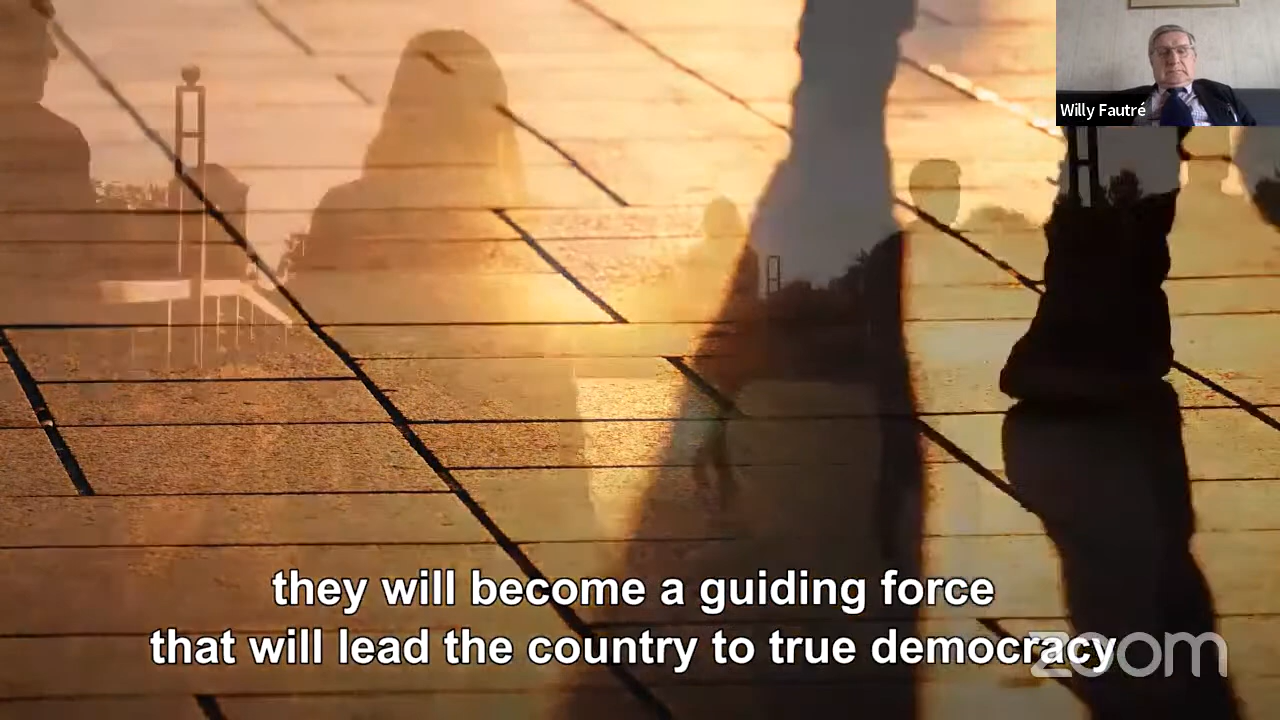 Willy Fautré
they will become a guiding force
that will lead the country to true democracy
zoom